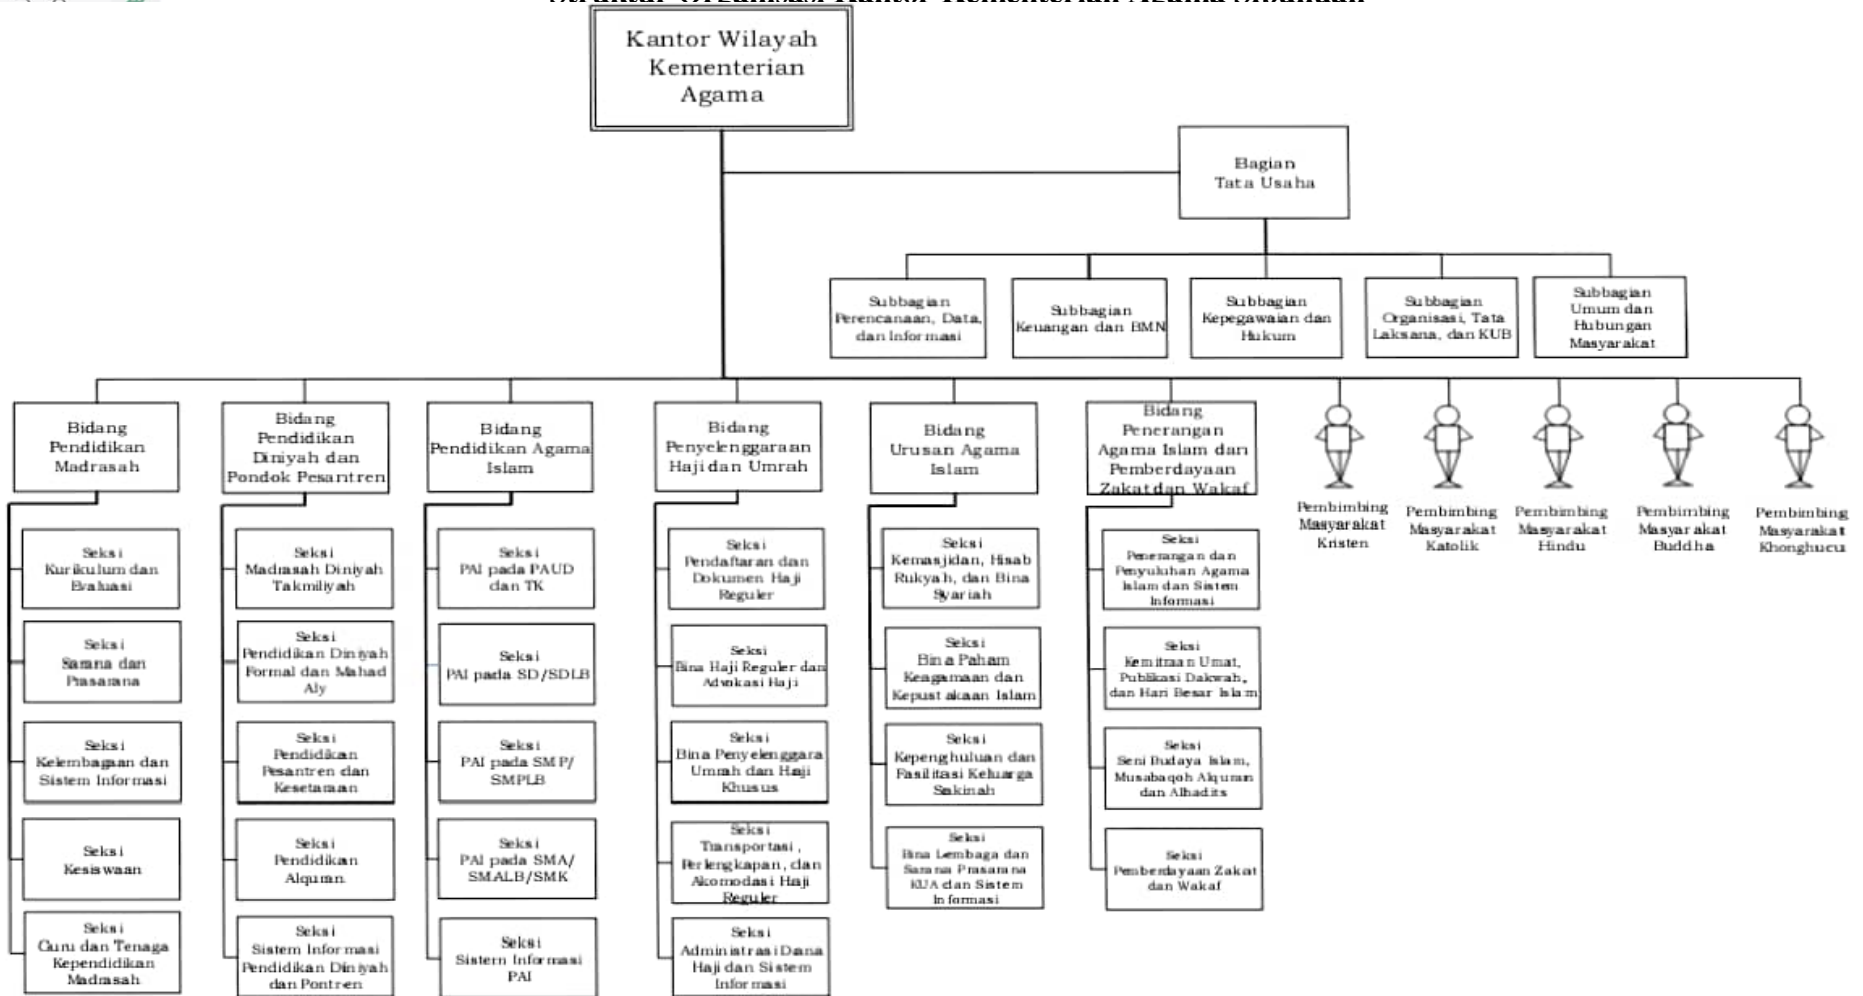 Struktur Organisasi Kantor Kementerian Agama
Kantor Wilayah
Kementerian
Agama
Bagian
Tata Usaha
Subbagian
Perencanaan, Data,
dan Informasi
Subbagian
Keuangan dan BMN
Subbagian
Kepegawaian dan
Hukum
Subbagian
Organisasi, Tata
Laksana, dan KUB
Subbagian
Umum dan
Hubungan
Masyarakat
Bidang
Pendidikan
Madrasah
Bidang
Pendidikan
Diniyah dan
Pondok Pesantren
Bidang
Pendidikan Agama
Islam
Bidang
Penyelenggaraan
Haji dan Umrah
Bidang
Urusan Agama
Islam
Bidang
Penerangan
Agama Islam dan
Pemberdayaan
Zakat dan Wakaf
Pembimbing
Masyarakat
Kristen
Pembimbing
Masyarakat
Katolik
Pembimbing
Masyarakat
Hindu
Pembimbing
Masyarakat
Buddha
Pembimbing
Masyarakat
Khonghucu
Seksi
Kurikulum dan
Evaluasi
Seksi
Sarana dan
Prasarana
Seksi
Kelembagaan dan
Sistem Informasi
Seksi
Kesiswaan
Seksi
Guru dan Tenaga
Kependidikan
Madrasah
Seksi
Madrasah Diniyah
Takmiliyah
Seksi
Pendidikan Diniyah
Formal dan Mahad
Aly
Seksi
Pendidikan
Pesantren dan
Kesetaraan
Seksi
Pendidikan
Alquran
Seksi
Sistem Informasi
Pendidikan Diniyah
dan Pontren
Seksi
PAI pada PAUD
dan TK
Seksi
PAI pada SD/SDLB
Seksi
PAI pada SMP/
SMPLB
Seksi
PAI pada SMA/
SMALB/SMK
Seksi
Sistem Informasi
PAI
Seksi
Pendaftaran dan
Dokumen Haji
Reguler
Seksi
Bina Haji Reguler dan
Advokasi Haji
Seksi
Bina Penyelenggara
Umrah dan Haji
Khusus
Seksi
Transportasi,
Perlengkapan, dan
Akomodasi Haji
Reguler
Seksi
Administrasi Dana
Haji dan Sistem
Informasi
Seksi
Kemasjidan, Hisab
Rukyah, dan Bina
Syariah
Seksi
Bina Paham
Keagamaan dan
Kepustakaan Islam
Seksi
Kepenghuluan dan
Fasilitasi Keluarga
Sakinah
Seksi
Bina Lembaga dan
Sarana Prasarana
KUA dan Sistem
Informasi
Seksi
Penerangan dan
Penyuluhan Agama
Islam dan Sistem
Informasi
Seksi
Kemitraan Umat,
Publikasi Dakwah,
dan Hari Besar Islam
Seksi
Seni Budaya Islam,
Musabaqoh Alquran
dan Alhadits
Seksi
Pemberdayaan Zakat
dan Wakaf